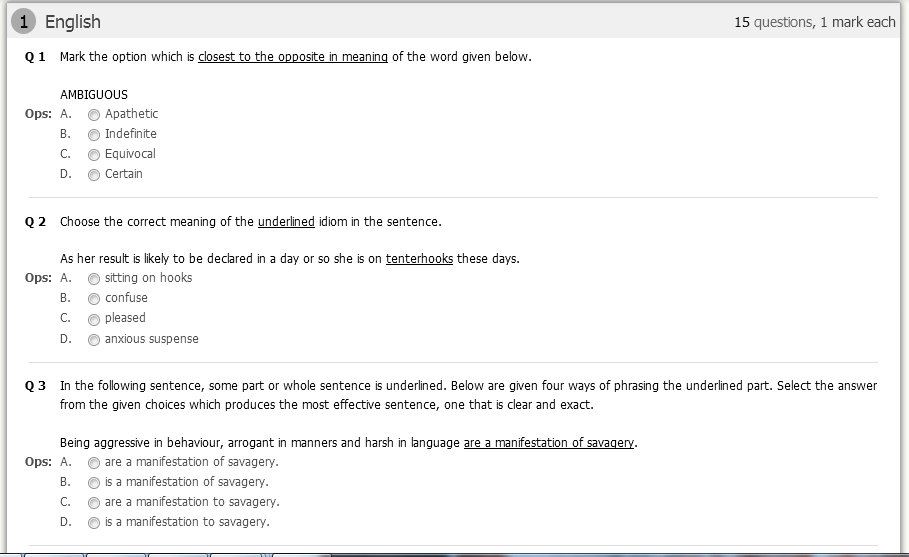 1 English 15 questions, 1 mark each
Q 1 Mark the option which is closest to the opposite in meaning of the word given below.
AMBIGUOUS
Ops: A. Apathetic
B. Indefinite
C. Equivocal
D. Certain
Q 2 Choose the correct meaning of the underlined idiom in the sentence.
As her result is likely to be declared in a day or so she is on tenterhooks these days.
Ops: A. sitting on hooks
B. confuse
C. pleased
D. anxious suspense
Q 3 In the following sentence, some part or whole sentence is underlined. Below are given four ways of phrasing the underlined part. Select the answer
from the given choices which produces the most effective sentence, one that is clear and exact.
Being aggressive in behaviour, arrogant in manners and harsh in language are a manifestation of savagery.
Ops: A. are a manifestation of savagery.
B. is a manifestation of savagery.
C. are a manifestation to savagery.
D. is a manifestation to savagery.